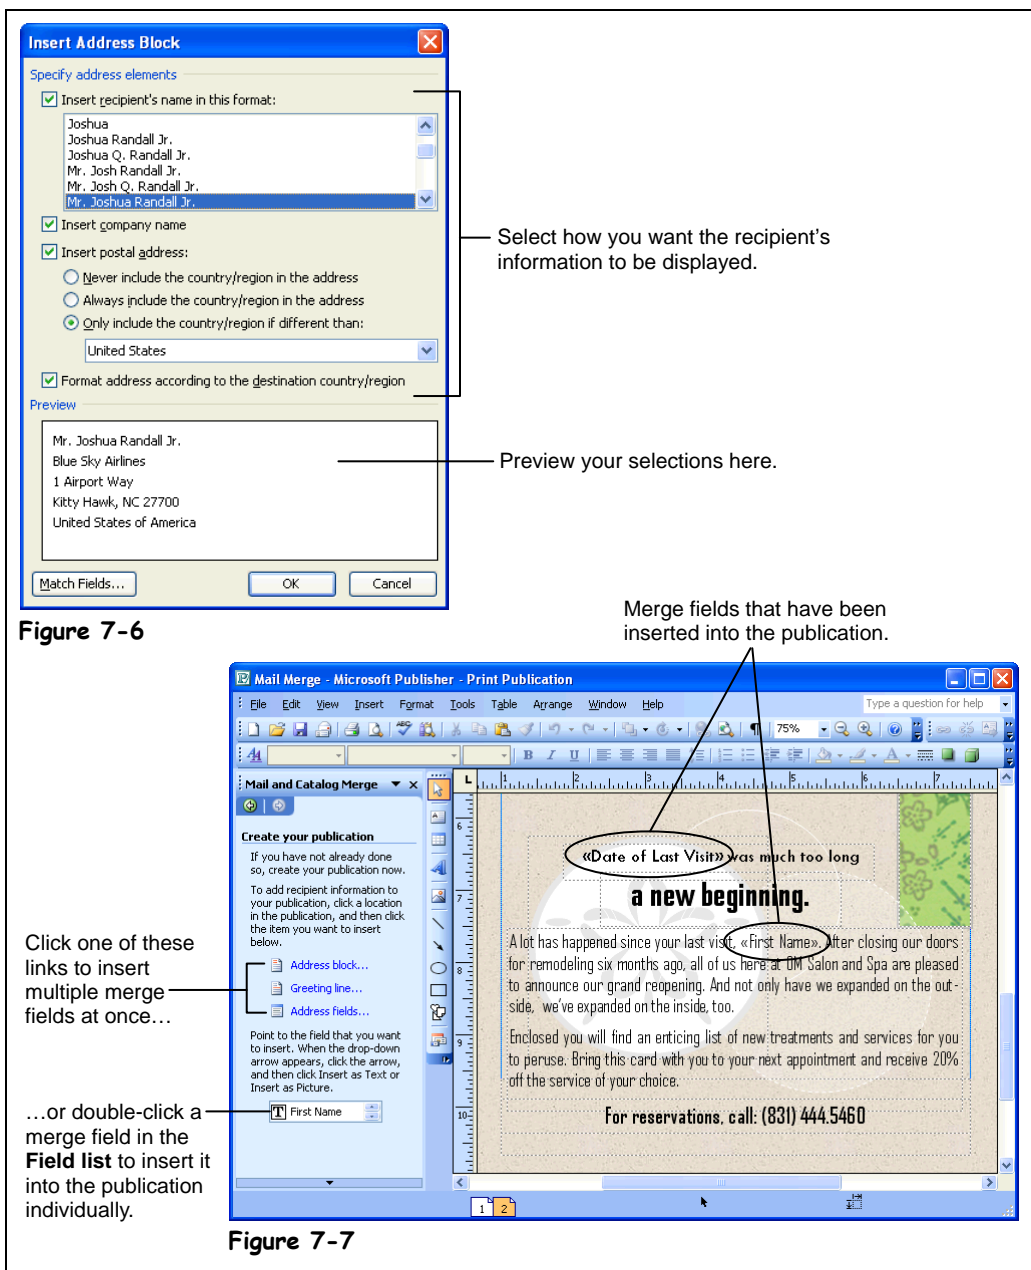 Insert Address Block
Specify address elements
Insert recipient's name in this format:
Joshua
Joshua Randall Jr.
Joshua Q. Randall Jr.
Mr. Josh Randall Jr.
Mr. Josh Q. Randall Jr.
Mr. Joshua Randall Jr.
Insert company name
Insert postal address:
Never include the country/region in the address
Always include the country/region in the address
Only include the country/region if different than:
United States
Format address according to the destination country/region
Preview
Mr. Joshua Randall Jr.
Blue Sky Airlines
1 Airport Way
Kitty Hawk, NC 27700
United States of America
Match Fields...
OK
Cancel
Select how you want the recipient's
information to be displayed.
Preview your selections here.
Figure 7-6
Merge fields that have been
inserted into the publication.
Mail Merge - Microsoft Publisher - Print Publication
File Edit View Insert Format Tools Table Arrange Window Help
Type a question for help
75%
B I U
Mail and Catalog Merge
Create your publication
If you have not already done
so, create your publication now.
To add recipient information to
your publication, click a location
in the publication, and then click
the item you want to insert
below.
Address block...
Greeting line...
Address fields...
Point to the field that you want
to insert. When the drop-down
arrow appears, click the arrow,
and then click Insert as Text or
Insert as Picture.
First Name
L
1 2 3 4 5 6 7
6
7
8
9
10
«Date of Last Visit» was much too long
a new beginning.
A lot has happened since your last visit, «First Name». After closing our doors
for remodeling six months ago, all of us here at OM Salon and Spa are pleased
to announce our grand reopening. And not only have we expanded on the out-
side, we've expanded on the inside, too.
Enclosed you will find an enticing list of new treatments and services for you
to peruse. Bring this card with you to your next appointment and receive 20%
off the service of your choice.
For reservations, call: (831) 444.5460
1 2
Click one of these
links to insert
multiple merge
fields at once…
…or double-click a
merge field in the
Field list to insert it
into the publication
individually.
Figure 7-7